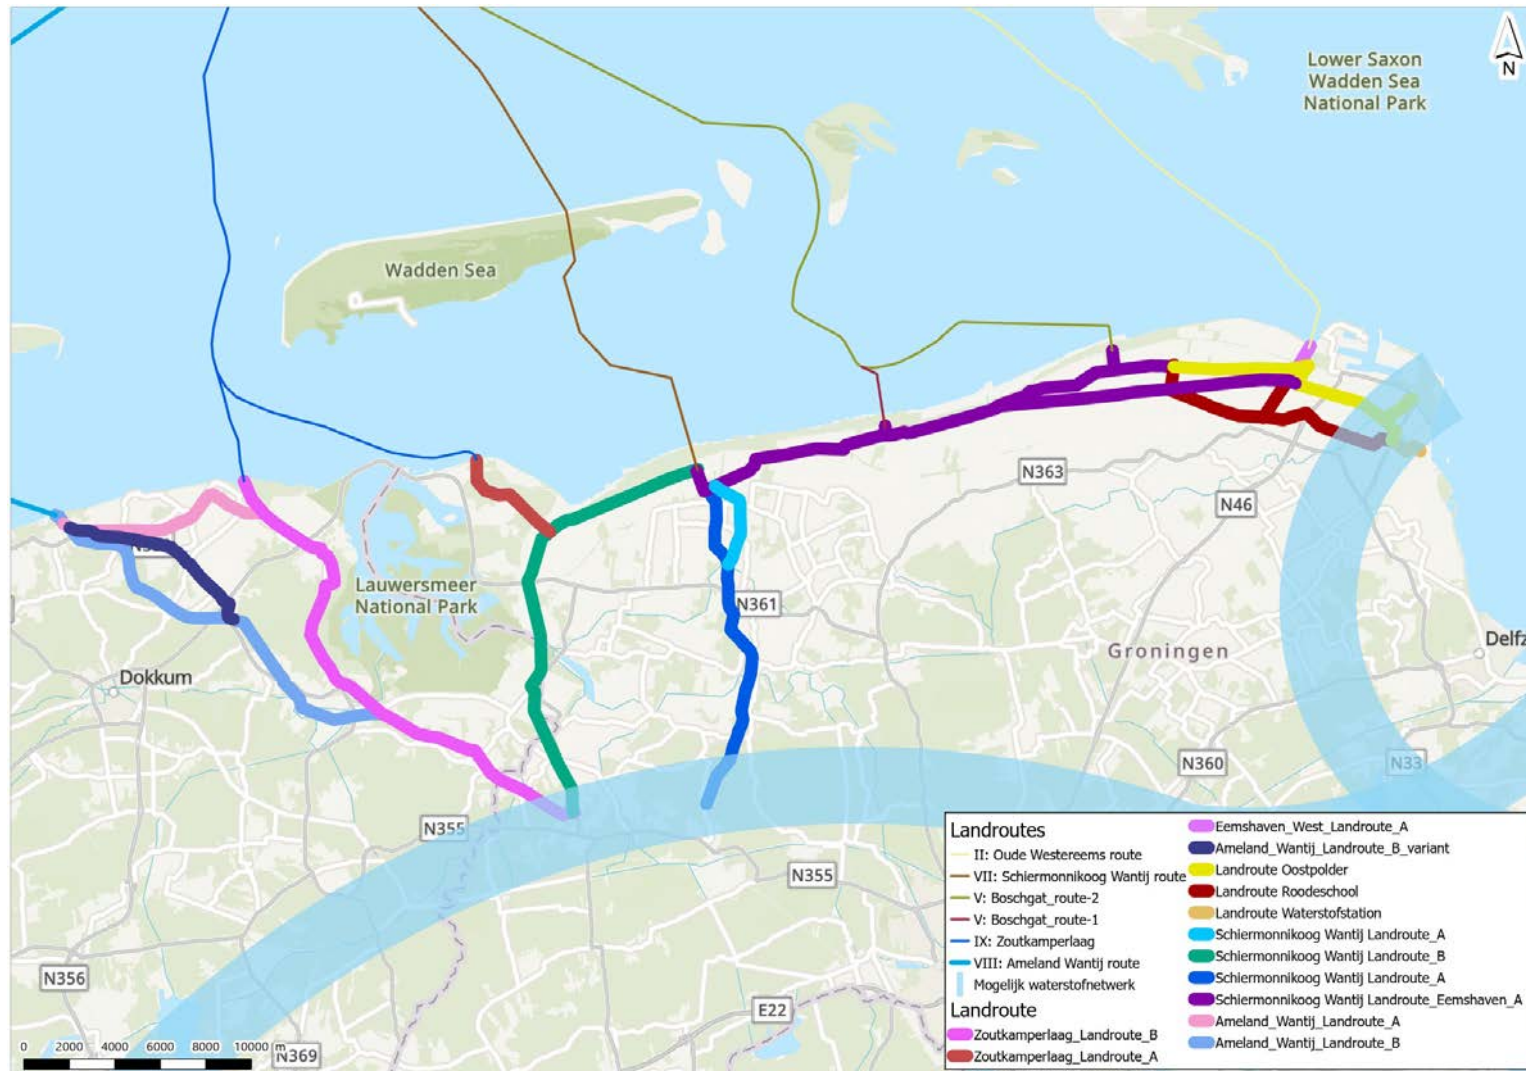 Lower Saxon
Wadden Sea
National Park
N
Wadden Sea
N363
N46
Lauwersmeer
National Park
N361
Groningen
Delfz
Dokkum
N360
N33
N355
N355
N356
E22
N369
0 2000 4000 6000 8000 10000 m
Landroutes
II: Oude Westereems route
VII: Schiermonnikoog Wantij route
V: Boschgat_route-2
V: Boschgat_route-1
IX: Zoutkamperlaag
VIII: Ameland Wantij route
Mogelijk waterstofnetwerk
Landroute
Zoutkamperlaag_Landroute_B
Zoutkamperlaag_Landroute_A
Eemshaven_West_Landroute_A
Ameland_Wantij_Landroute_B_variant
Landroute Oostpolder
Landroute Roodeschool
Landroute Waterstofstation
Schiermonnikoog Wantij Landroute_A
Schiermonnikoog Wantij Landroute_B
Schiermonnikoog Wantij Landroute_A
Schiermonnikoog Wantij Landroute_Eemshaven_A
Ameland_Wantij_Landroute_A
Ameland_Wantij_Landroute_B